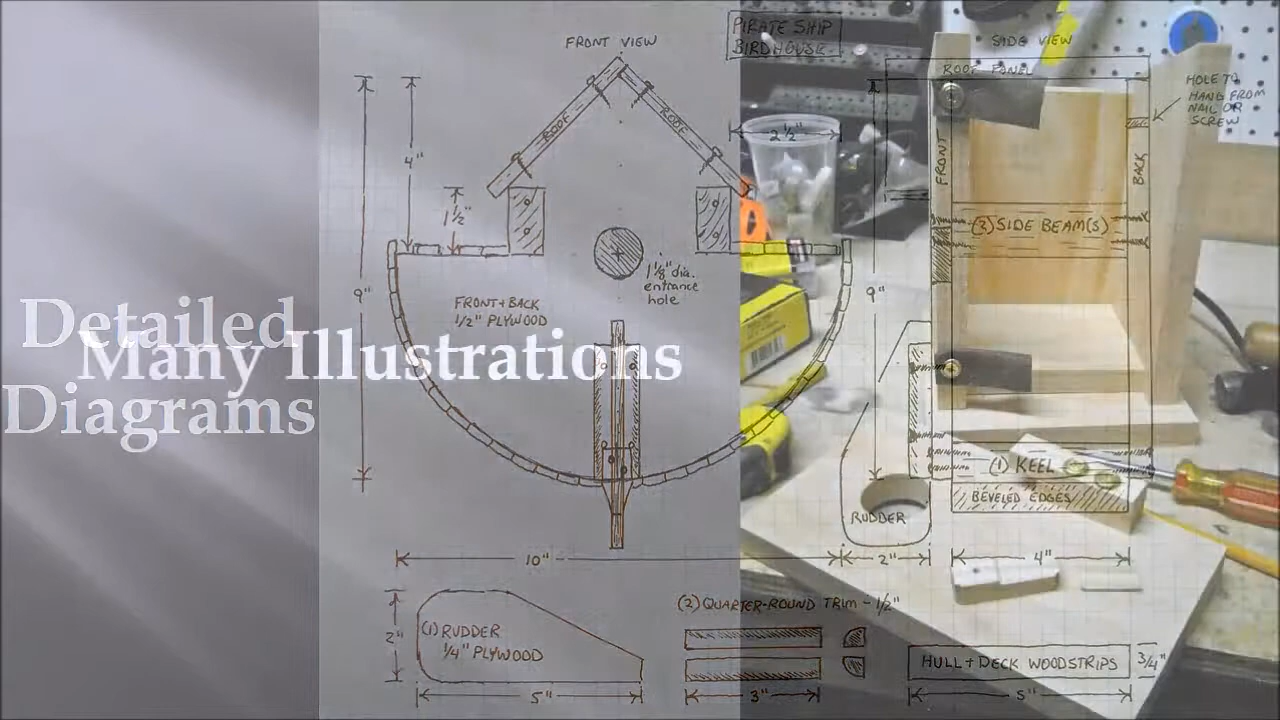 PIRATE SHIP
BIRDHOUSE
FRONT VIEW
SIDE VIEW
ROOF PANEL
HOLE TO
HANG FROM
NAIL OR
SCREW
ROOF
ROOF
2 1/2"
4"
FRONT
BACK
1 1/2"
(3) SIDE BEAM(S)
1 1/8" dia.
entrance
hole
9"
9"
FRONT + BACK
1/2" PLYWOOD
Detailed
Diagrams
Many Illustrations
(1) KEEL
BEVELED EDGES
RUDDER
10"
2"
4"
(2) QUARTER-ROUND TRIM - 1/2"
2"
(1) RUDDER
1/4" PLYWOOD
HULL + DECK WOODSTRIPS
3/4"
5"
3"
5"